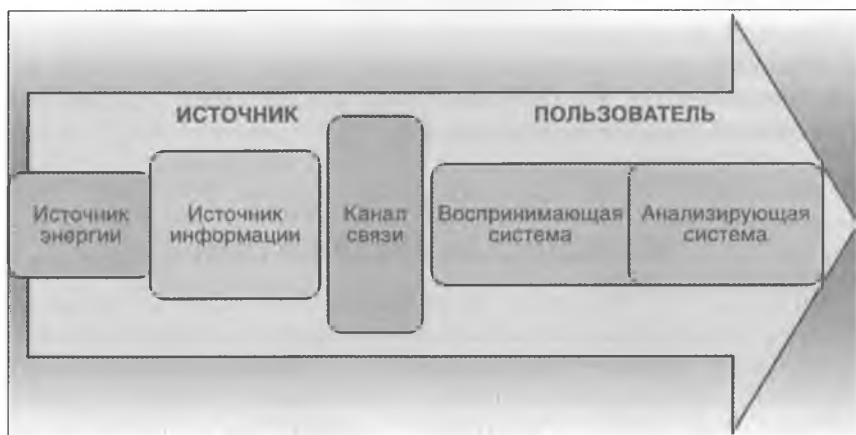 ИСТОЧНИК
ПОЛЬЗОВАТЕЛЬ
Источник
энергии
Источник
информации
Канал
связи
Воспринимающая
система
Анализирующая
система